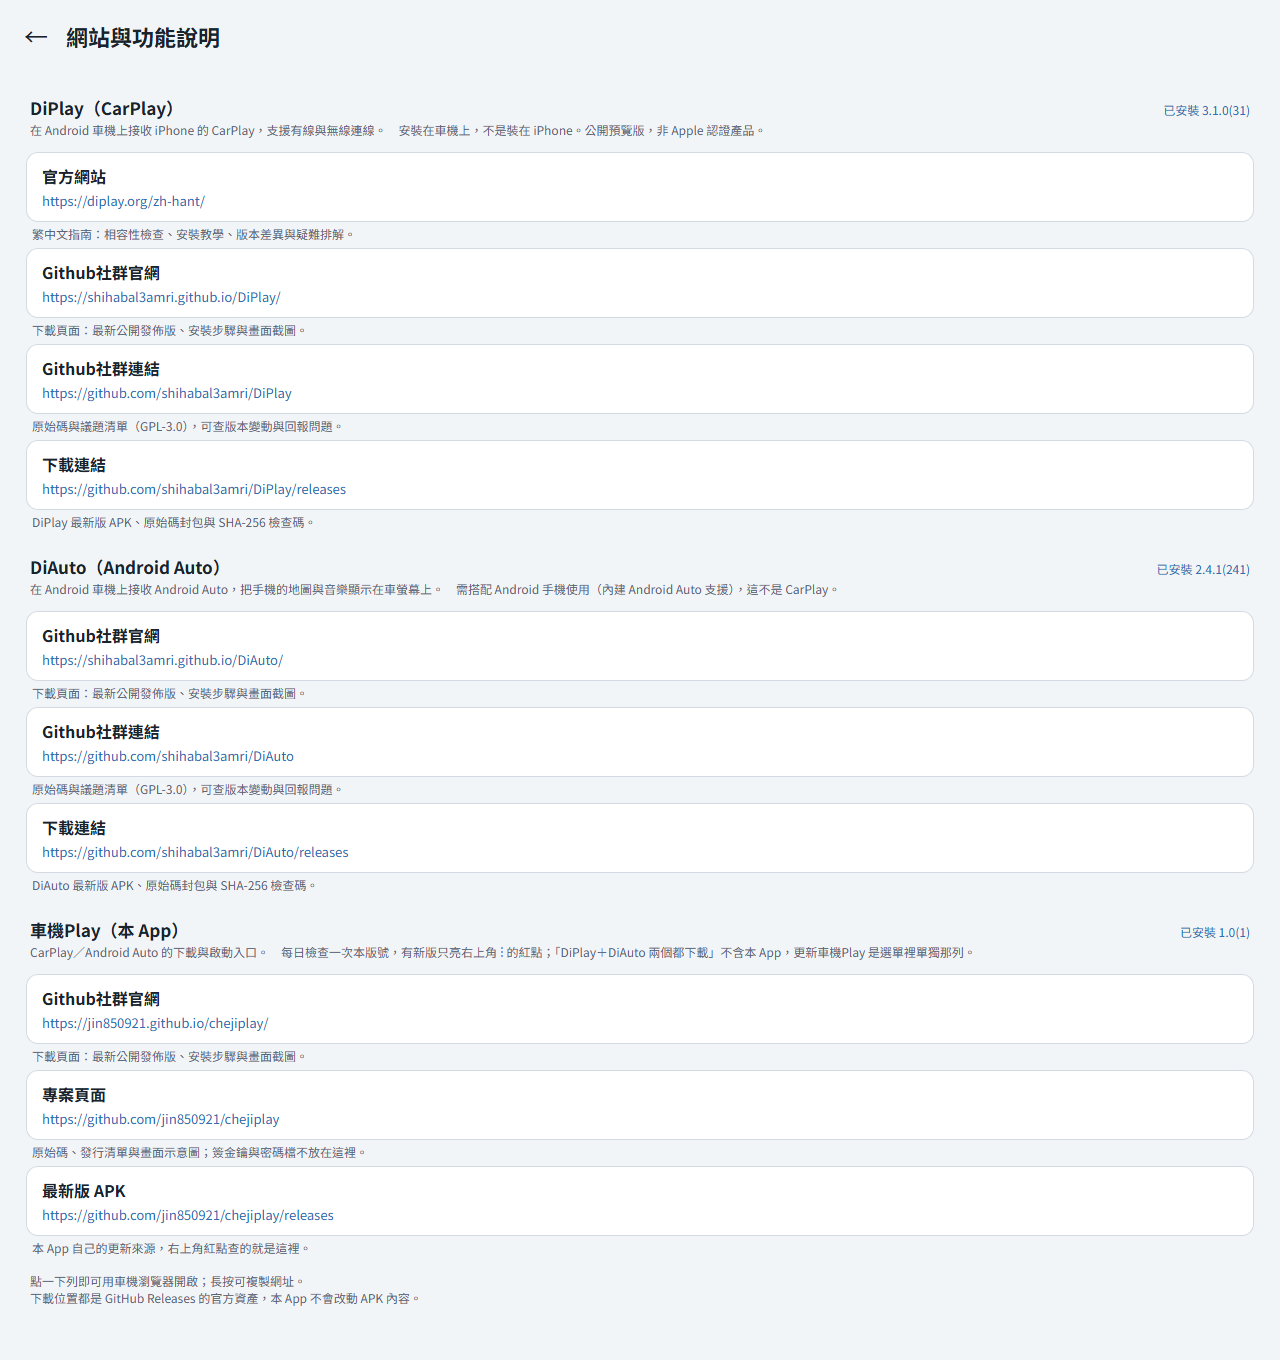 ← 網站與功能說明
DiPlay（CarPlay）
已安裝 3.1.0(31)
在 Android 車機上接收 iPhone 的 CarPlay，支援有線與無線連線。　安裝在車機上，不是裝在 iPhone。公開預覽版，非 Apple 認證產品。
官方網站
https://diplay.org/zh-hant/
繁中文指南：相容性檢查、安裝教學、版本差異與疑難排解。
Github社群官網
https://shihabal3amri.github.io/DiPlay/
下載頁面：最新公開發佈版、安裝步驟與畫面截圖。
Github社群連結
https://github.com/shihabal3amri/DiPlay
原始碼與議題清單（GPL-3.0），可查版本變動與回報問題。
下載連結
https://github.com/shihabal3amri/DiPlay/releases
DiPlay 最新版 APK、原始碼封包與 SHA-256 檢查碼。
DiAuto（Android Auto）
已安裝 2.4.1(241)
在 Android 車機上接收 Android Auto，把手機的地圖與音樂顯示在車螢幕上。　需搭配 Android 手機使用（內建 Android Auto 支援），這不是 CarPlay。
Github社群官網
https://shihabal3amri.github.io/DiAuto/
下載頁面：最新公開發佈版、安裝步驟與畫面截圖。
Github社群連結
https://github.com/shihabal3amri/DiAuto
原始碼與議題清單（GPL-3.0），可查版本變動與回報問題。
下載連結
https://github.com/shihabal3amri/DiAuto/releases
DiAuto 最新版 APK、原始碼封包與 SHA-256 檢查碼。
車機Play（本 App）
已安裝 1.0(1)
CarPlay／Android Auto 的下載與啟動入口。　每日檢查一次本版號，有新版只亮右上角⋮的紅點；「DiPlay＋DiAuto 兩個都下載」不含本 App，更新車機Play 是選單裡單獨那列。
Github社群官網
https://jin850921.github.io/chejiplay/
下載頁面：最新公開發佈版、安裝步驟與畫面截圖。
專案頁面
https://github.com/jin850921/chejiplay
原始碼、發行清單與畫面示意圖；簽金鑰與密碼檔不放在這裡。
最新版 APK
https://github.com/jin850921/chejiplay/releases
本 App 自己的更新來源，右上角紅點查的就是這裡。
點一下列即可用車機瀏覽器開啟；長按可複製網址。
下載位置都是 GitHub Releases 的官方資產，本 App 不會改動 APK 內容。